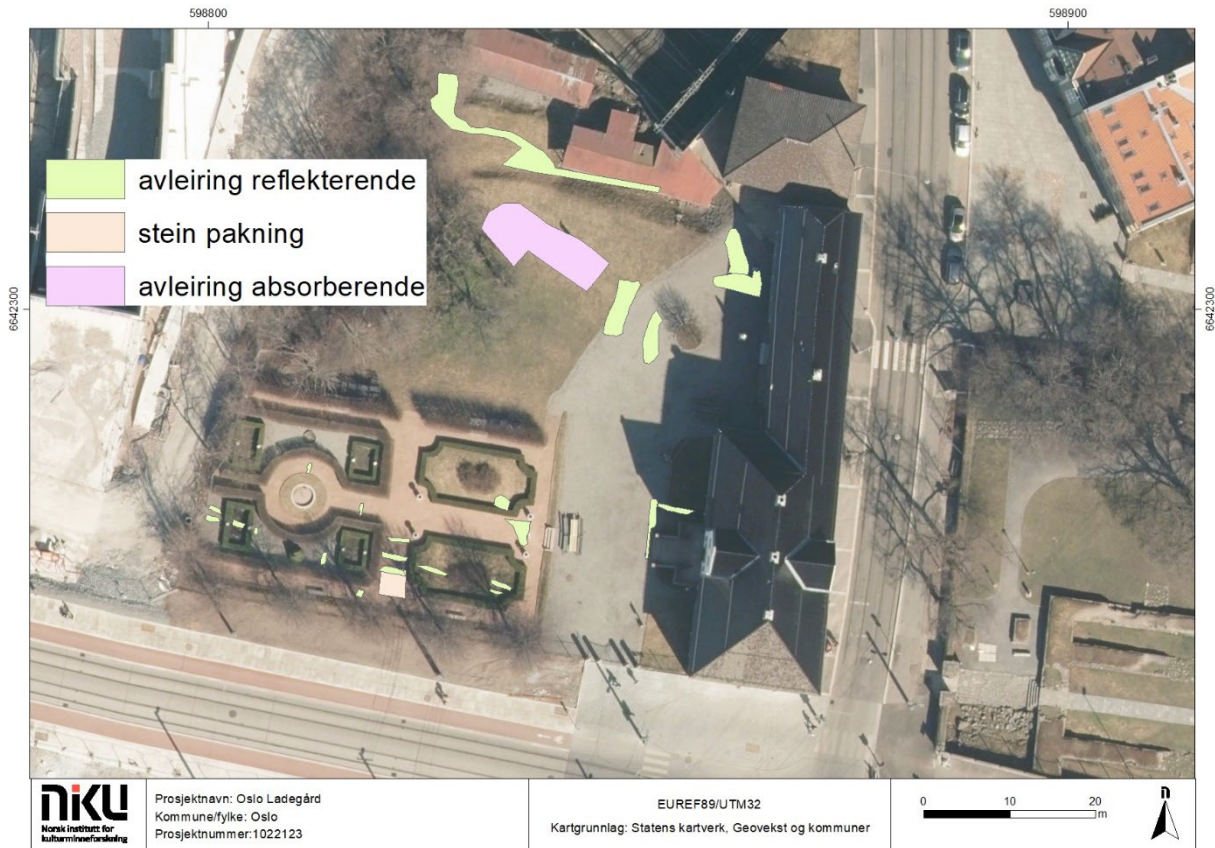 598800
598900
6642300
6642300
avleiring reflekterende
stein pakning
avleiring absorberende
niku
Norsk institutt for
kulturminneforskning
Prosjektnavn: Oslo Ladegård
Kommune/fylke: Oslo
Prosjektnummer:1022123
EUREF89/UTM32
Kartgrunnlag: Statens kartverk, Geovekst og kommuner
0 10 20
m
n